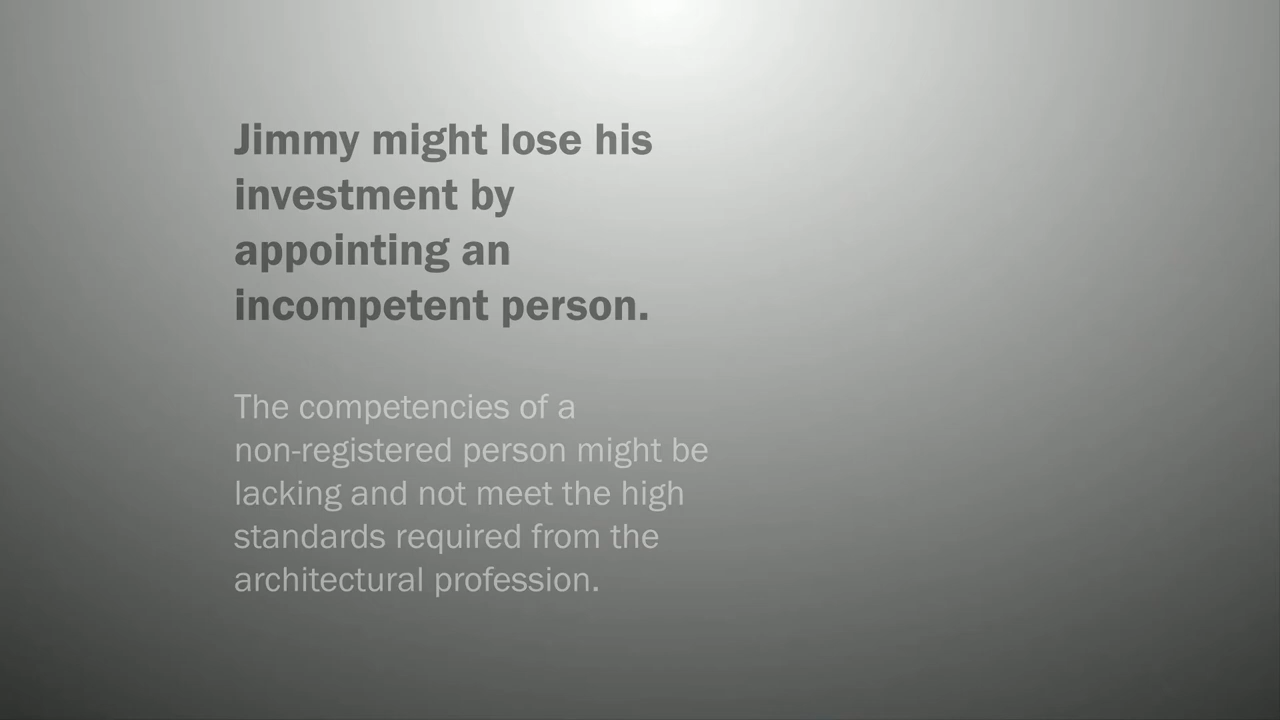 Jimmy might lose his
investment by
appointing an
incompetent person.
The competencies of a
non-registered person might be
lacking and not meet the high
standards required from the
architectural profession.